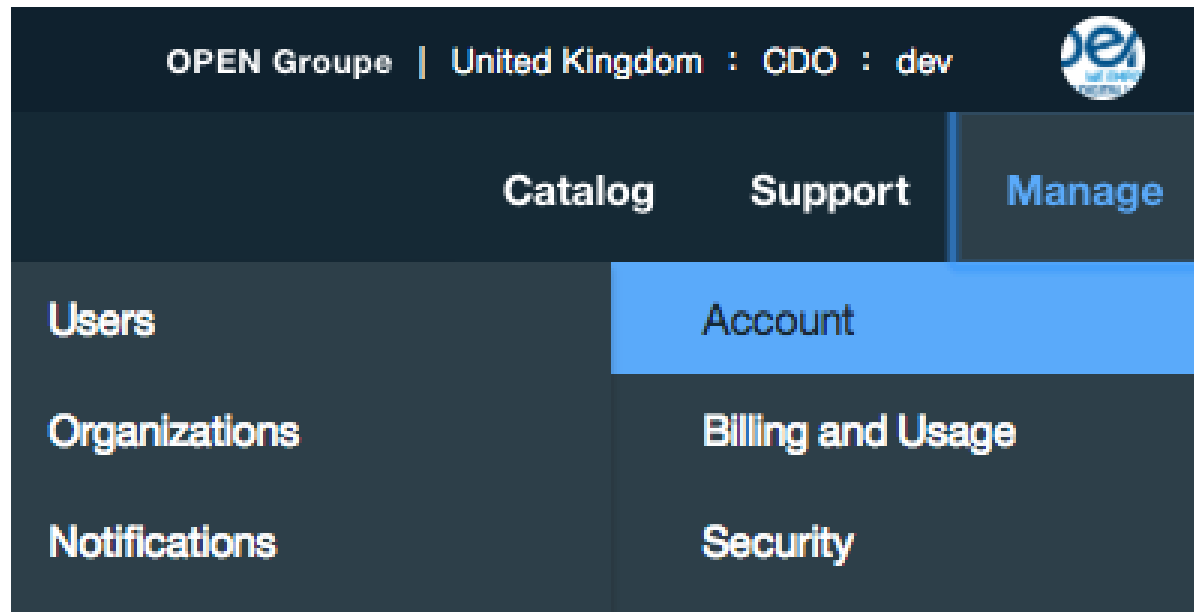 OPEN Groupe | United Kingdom : CDO : dev
Catalog Support Manage
Users Account
Organizations Billing and Usage
Notifications Security